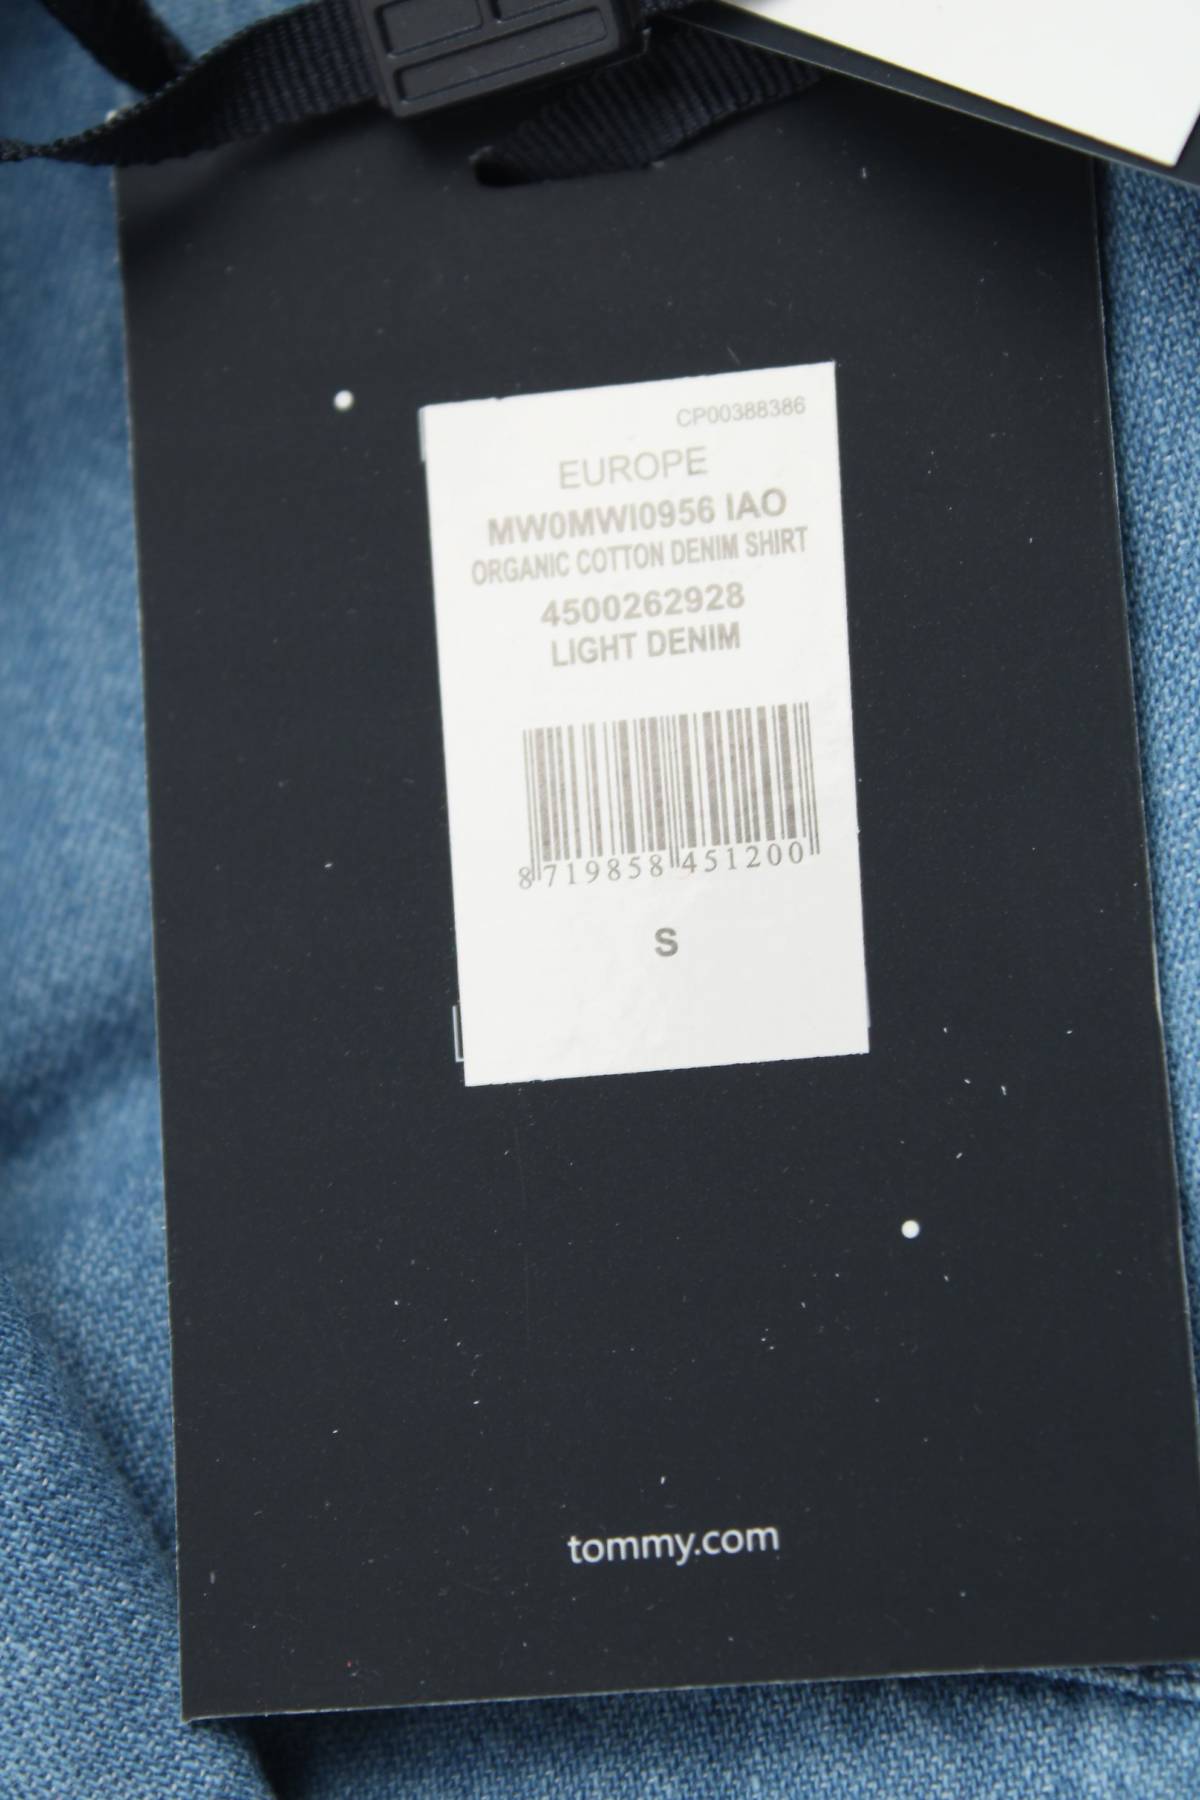 CP00388386
EUROPE
MW0MWI0956 IAO
ORGANIC COTTON DENIM SHIRT
4500262928
LIGHT DENIM
8 719858 451200
S
tommy.com